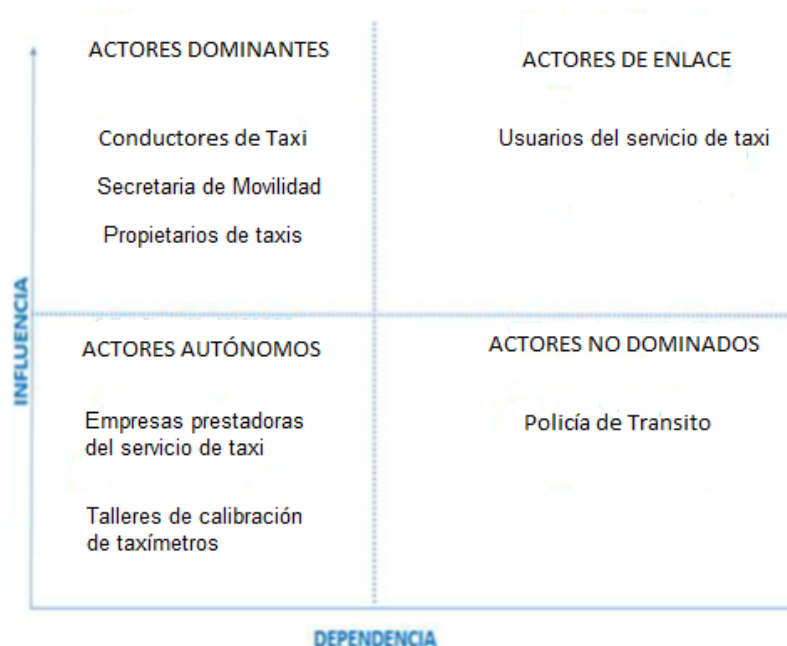 ACTORES DOMINANTES
Conductores de Taxi
Secretaria de Movilidad
Propietarios de taxis
ACTORES DE ENLACE
Usuarios del servicio de taxi
INFLUENCIA
ACTORES AUTÓNOMOS
Empresas prestadoras
del servicio de taxi
Talleres de calibración
de taxímetros
ACTORES NO DOMINADOS
Policía de Transito
DEPENDENCIA